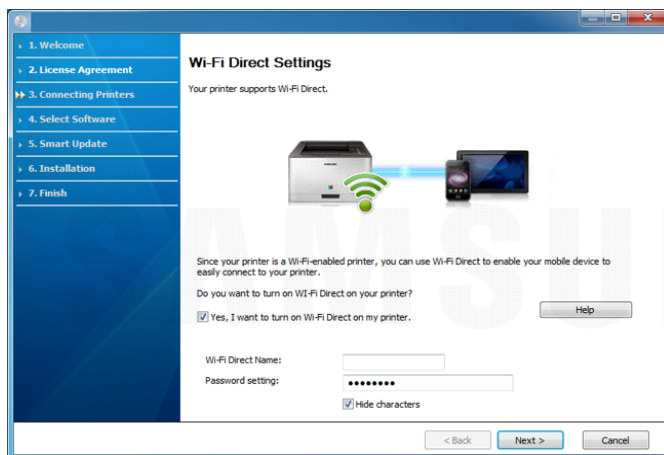 1. Welcome
2. License Agreement
3. Connecting Printers
4. Select Software
5. Smart Update
6. Installation
7. Finish
Wi-Fi Direct Settings
Your printer supports Wi-Fi Direct.
SAMSU
Since your printer is a Wi-Fi-enabled printer, you can use Wi-Fi Direct to enable your mobile device to
easily connect to your printer.
Do you want to turn on WI-Fi Direct on your printer?
Yes, I want to turn on Wi-Fi Direct on my printer.
Help
Wi-Fi Direct Name:
Password setting: ●●●●●●●●
Hide characters
< Back Next > Cancel